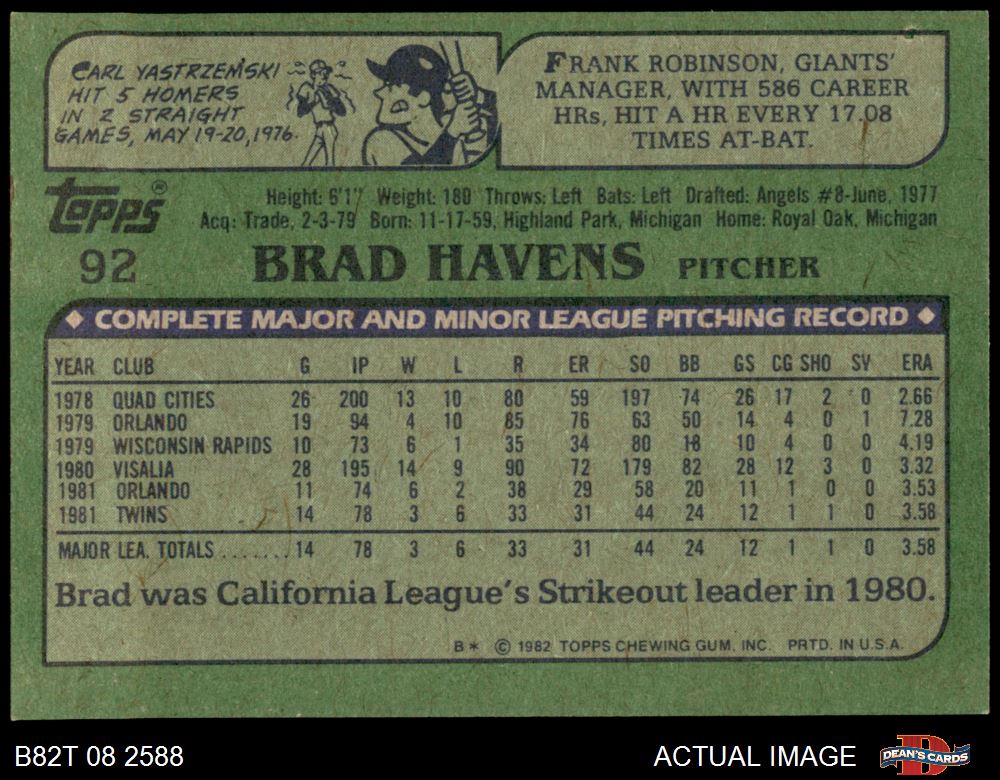 CARL YASTRZEMSKI
HIT 5 HOMERS
IN 2 STRAIGHT
GAMES, MAY 19-20, 1976.
FRANK ROBINSON, GIANTS'
MANAGER, WITH 586 CAREER
HRs, HIT A HR EVERY 17.08
TIMES AT-BAT.
Topps®
Height: 6'1" Weight: 180 Throws: Left Bats: Left Drafted: Angels #8-June, 1977
Acq: Trade, 2-3-79 Born: 11-17-59, Highland Park, Michigan Home: Royal Oak, Michigan
92 BRAD HAVENS PITCHER
COMPLETE MAJOR AND MINOR LEAGUE PITCHING RECORD
YEAR CLUB G IP W L R ER SO BB GS CG SHO SV ERA
1978 QUAD CITIES 26 200 13 10 80 59 197 74 26 17 2 0 2.66
1979 ORLANDO 19 94 4 10 85 76 63 50 14 4 0 1 7.28
1979 WISCONSIN RAPIDS 10 73 6 1 35 34 80 18 10 4 0 0 4.19
1980 VISALIA 28 195 14 9 90 72 179 82 28 12 3 0 3.32
1981 ORLANDO 11 74 6 2 38 29 58 20 11 1 0 0 3.53
1981 TWINS 14 78 3 6 33 31 44 24 12 1 1 0 3.58
MAJOR LEA. TOTALS .......14 78 3 6 33 31 44 24 12 1 1 0 3.58
Brad was California League's Strikeout leader in 1980.
B* © 1982 TOPPS CHEWING GUM, INC. PRTD. IN U.S.A.
B82T 08 2588
ACTUAL IMAGE
DEAN'S CARDS